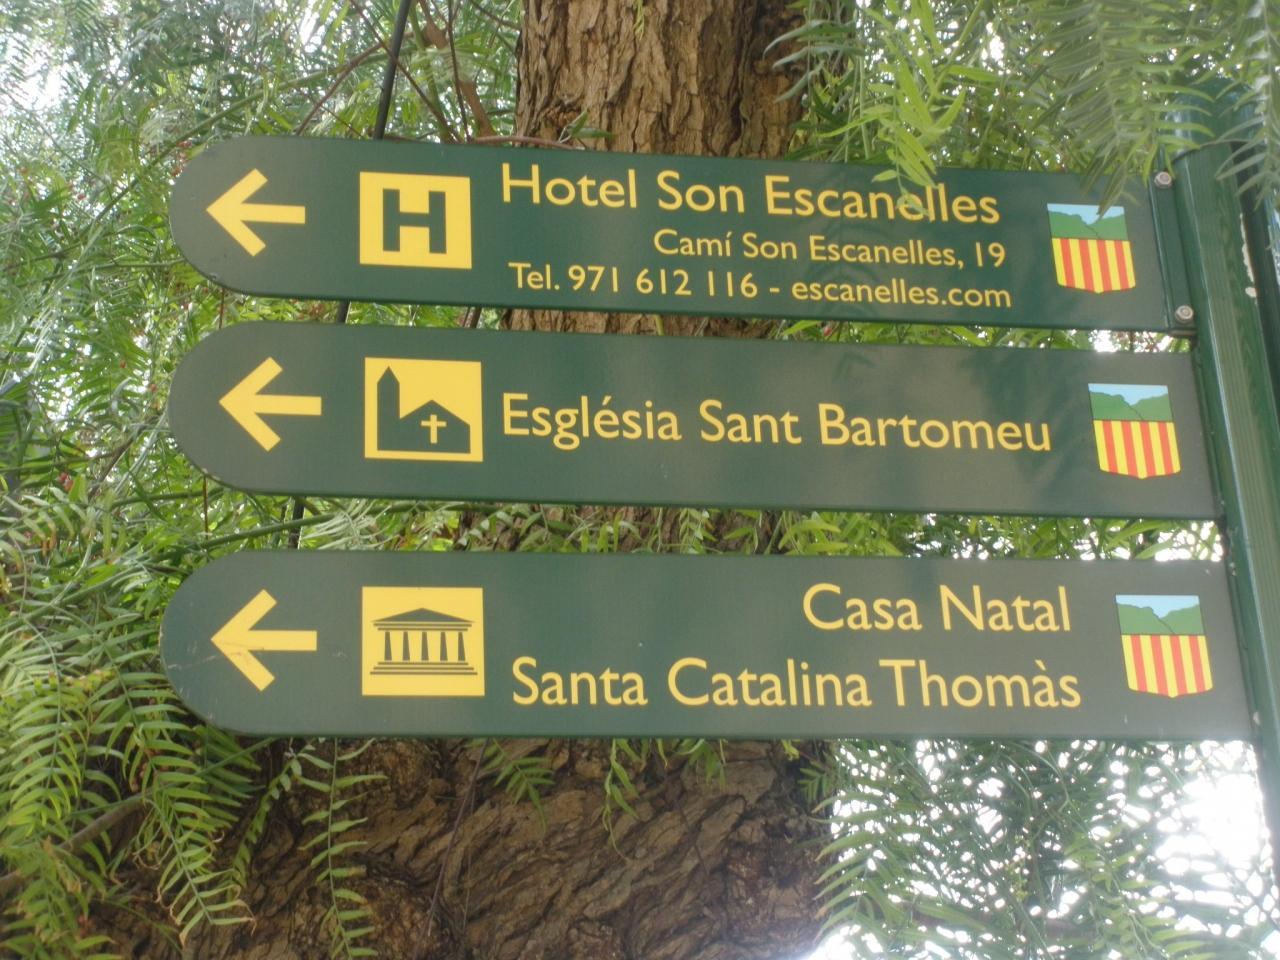 H
Hotel Son Escanelles
Camí Son Escanelles, 19
Tel. 971 612 116 - escanelles.com
Església Sant Bartomeu
Casa Natal
Santa Catalina Thomàs